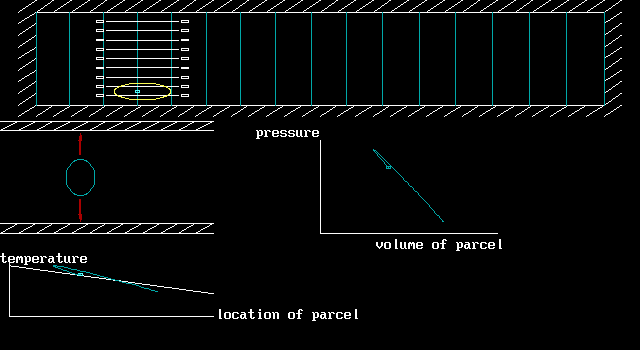 pressure
volume of parcel
temperature
location of parcel